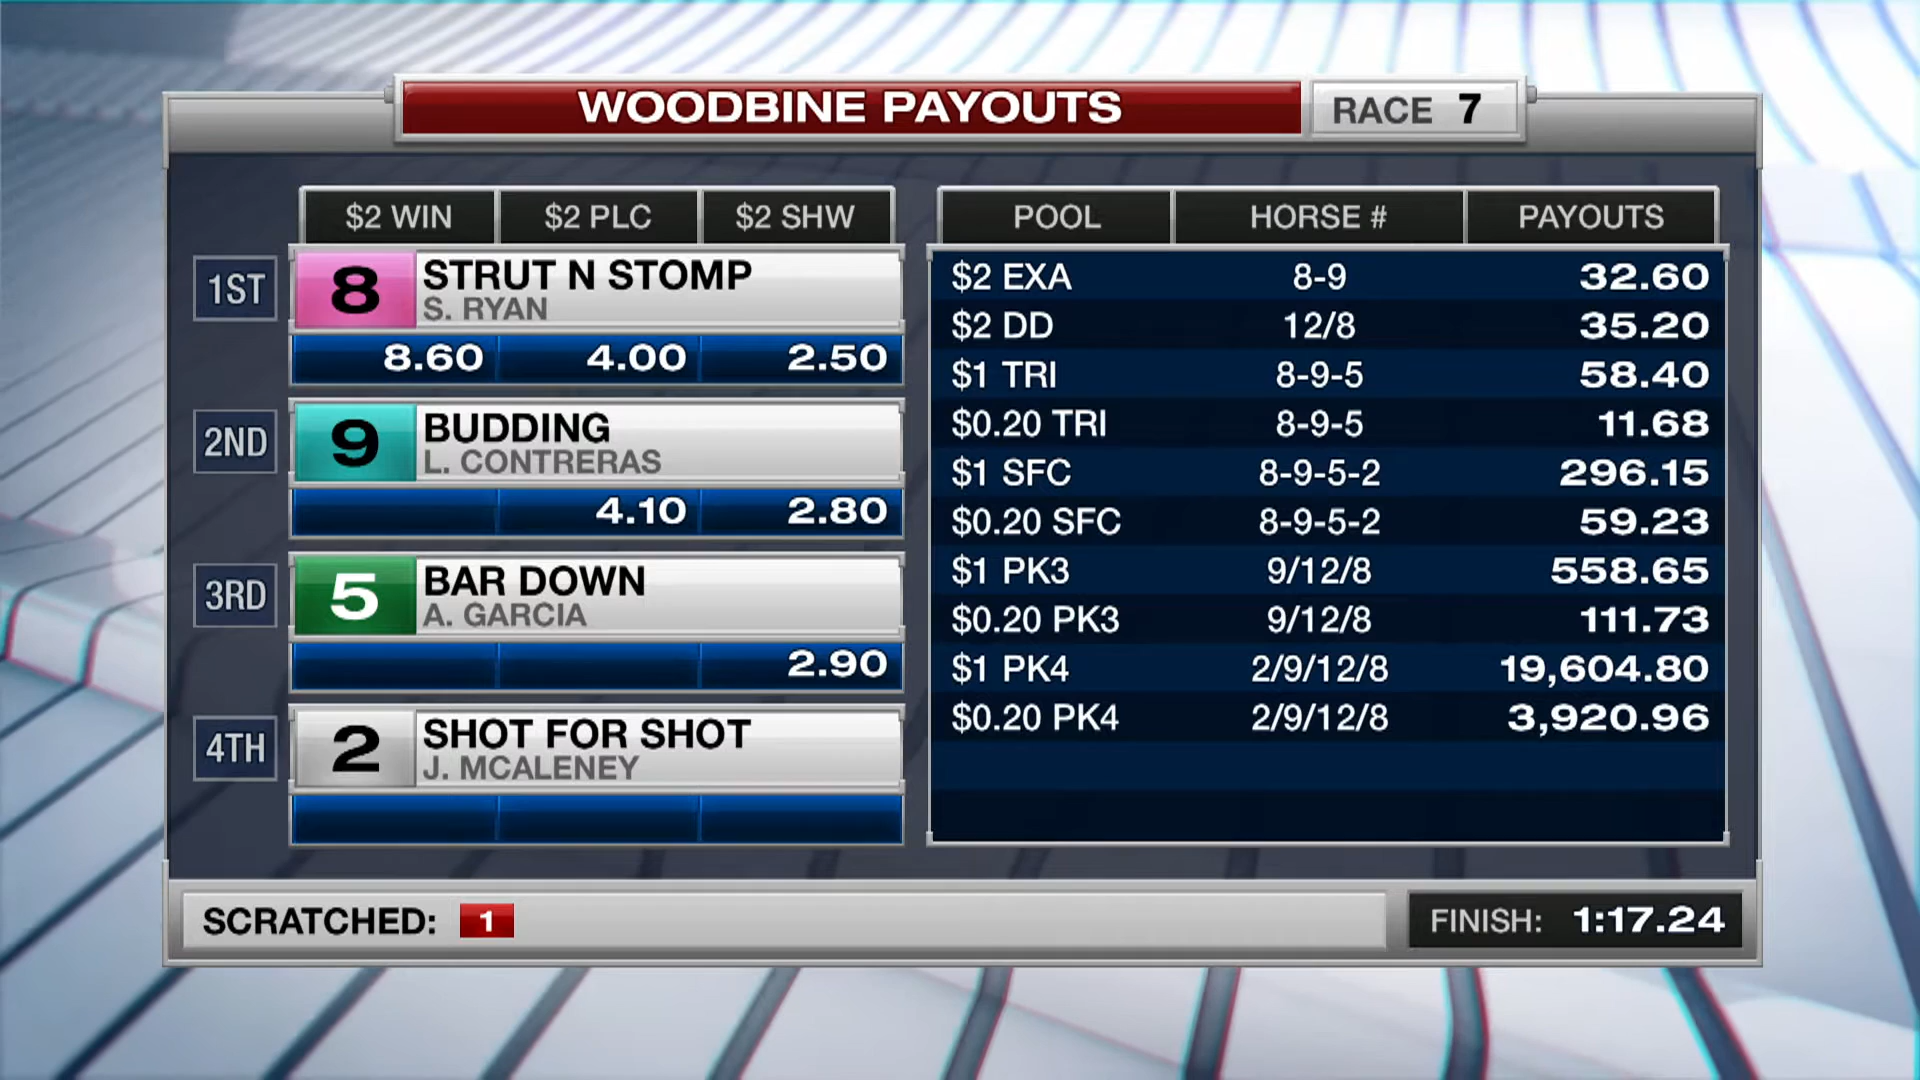 WOODBINE PAYOUTS
RACE 7
$2 WIN $2 PLC $2 SHW
1ST 8 STRUT N STOMP
S. RYAN
8.60 4.00 2.50
2ND 9 BUDDING
L. CONTRERAS
4.10 2.80
3RD 5 BAR DOWN
A. GARCIA
2.90
4TH 2 SHOT FOR SHOT
J. MCALENEY
POOL HORSE # PAYOUTS
$2 EXA 8-9 32.60
$2 DD 12/8 35.20
$1 TRI 8-9-5 58.40
$0.20 TRI 8-9-5 11.68
$1 SFC 8-9-5-2 296.15
$0.20 SFC 8-9-5-2 59.23
$1 PK3 9/12/8 558.65
$0.20 PK3 9/12/8 111.73
$1 PK4 2/9/12/8 19,604.80
$0.20 PK4 2/9/12/8 3,920.96
SCRATCHED: 1
FINISH: 1:17.24